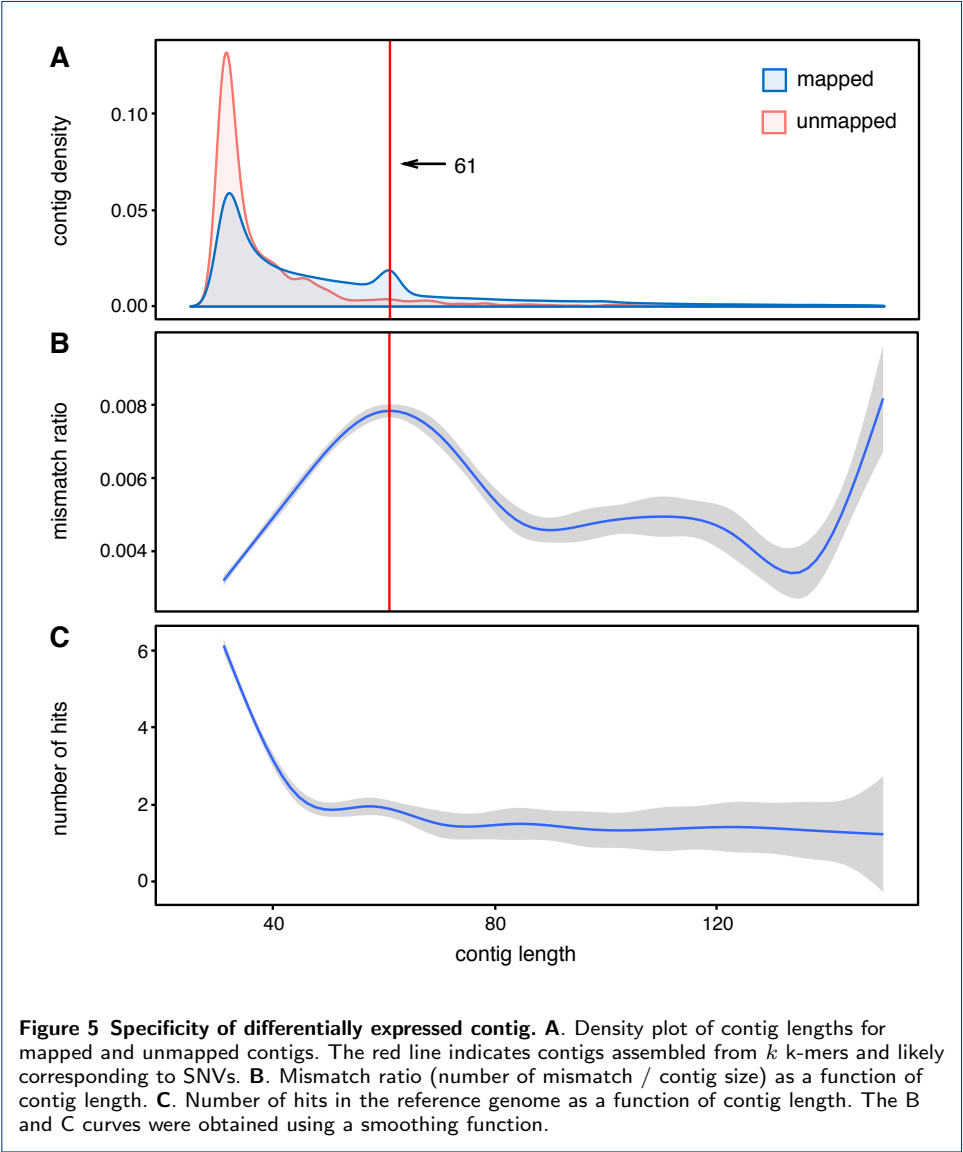 A
mapped
unmapped
61
contig density
0.10
0.05
0.00
B
mismatch ratio
0.008
0.006
0.004
C
number of hits
6
4
2
0
40 80 120
contig length
Figure 5 Specificity of differentially expressed contig. A. Density plot of contig lengths for
mapped and unmapped contigs. The red line indicates contigs assembled from k k-mers and likely
corresponding to SNVs. B. Mismatch ratio (number of mismatch / contig size) as a function of
contig length. C. Number of hits in the reference genome as a function of contig length. The B
and C curves were obtained using a smoothing function.